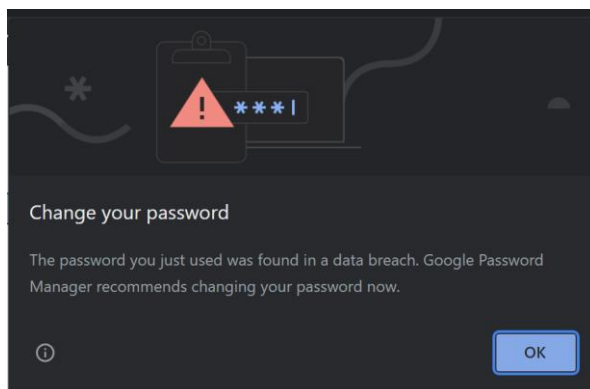 ***|
Change your password
The password you just used was found in a data breach. Google Password
Manager recommends changing your password now.
OK